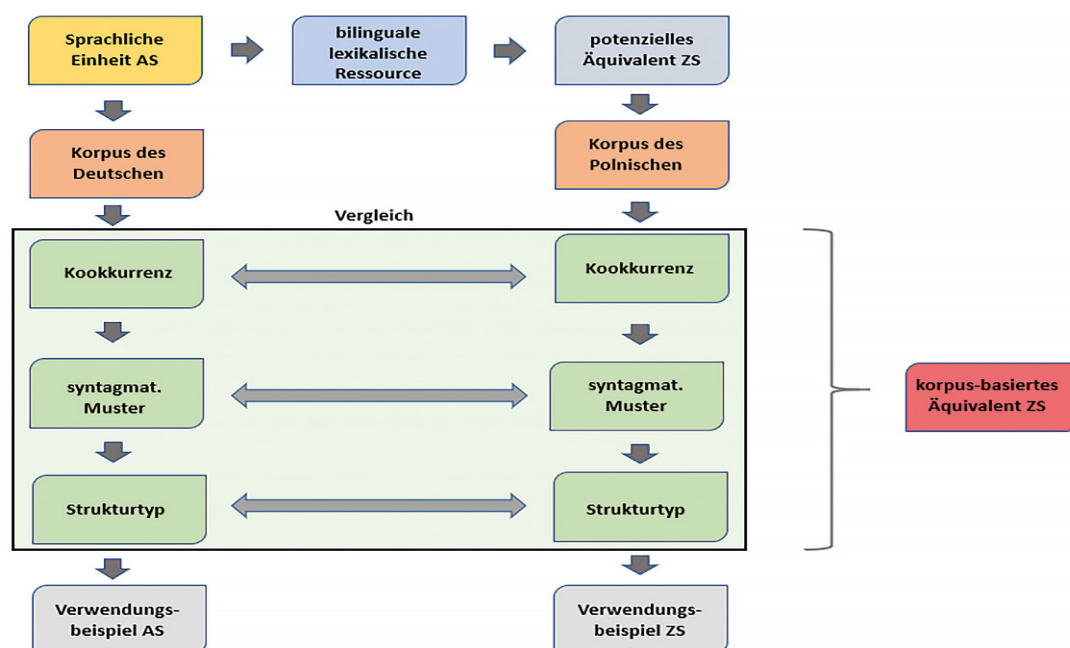 Sprachliche
Einheit AS
bilinguale
lexikalische
Ressource
potenzielles
Äquivalent ZS
Korpus des
Deutschen
Korpus des
Polnischen
Vergleich
Kookkurrenz
Kookkurrenz
syntagmat.
Muster
syntagmat.
Muster
korpus-basiertes
Äquivalent ZS
Strukturtyp
Strukturtyp
Verwendungs-
beispiel AS
Verwendungs-
beispiel ZS